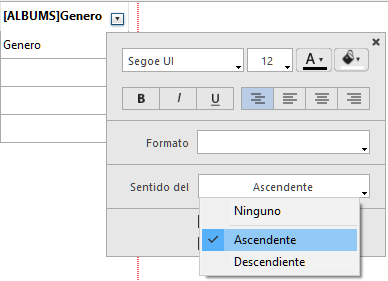 [ALBUMS]Genero
Genero
Segoe UI
12
A
B I U
Formato
Sentido del
Ascendente
Ninguno
Ascendente
Descendiente